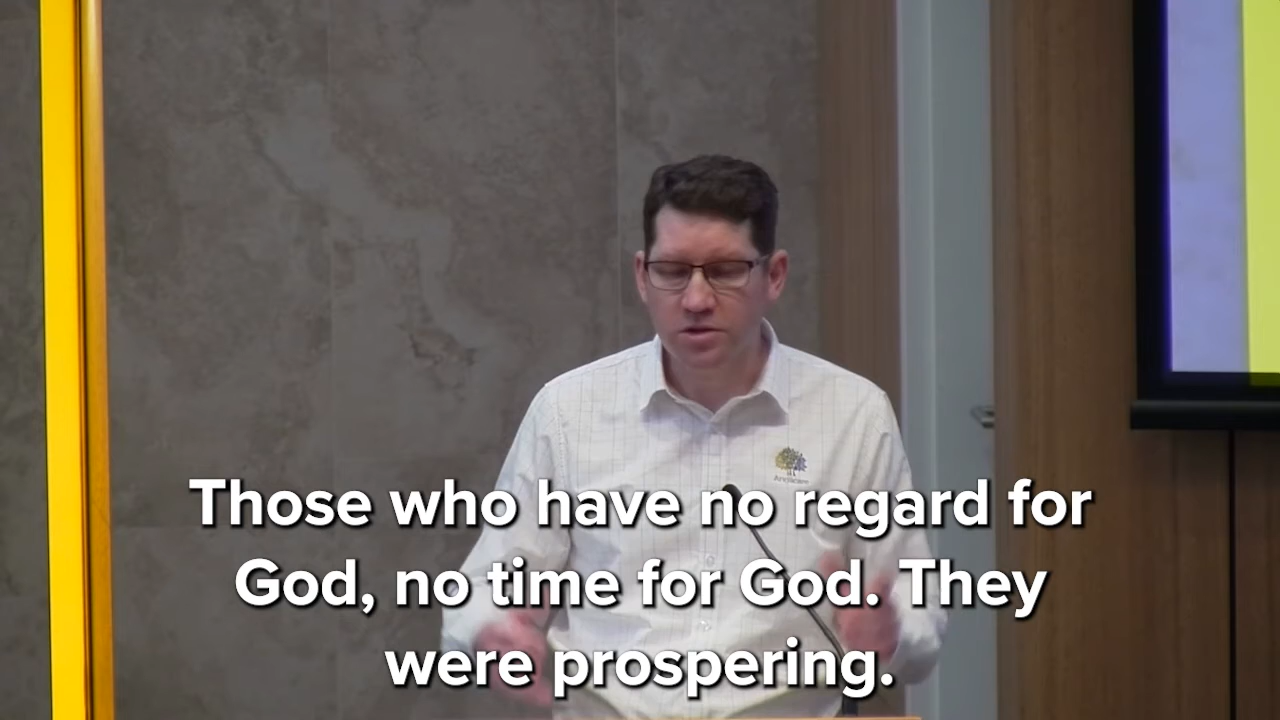 Those who have no regard for
God, no time for God. They
were prospering.